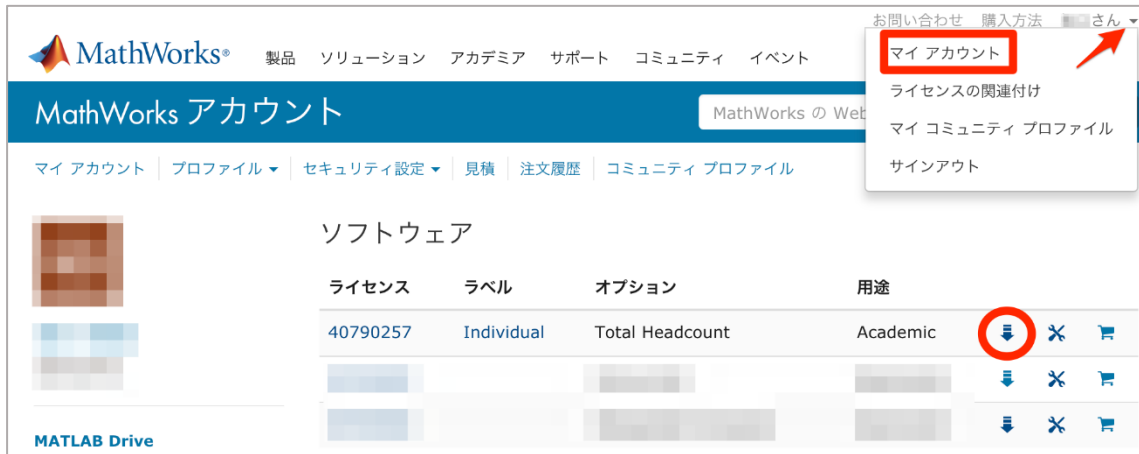 お問い合わせ 購入方法 さん
MathWorks® 製品 ソリューション アカデミア サポート コミュニティ イベント
マイ アカウント
ライセンスの関連付け
マイ コミュニティ プロファイル
サインアウト
MathWorks アカウント
MathWorks の Web
マイ アカウント プロファイル セキュリティ設定 見積 注文履歴 コミュニティ プロファイル
ソフトウェア
ライセンス ラベル オプション 用途
40790257 Individual Total Headcount Academic
MATLAB Drive